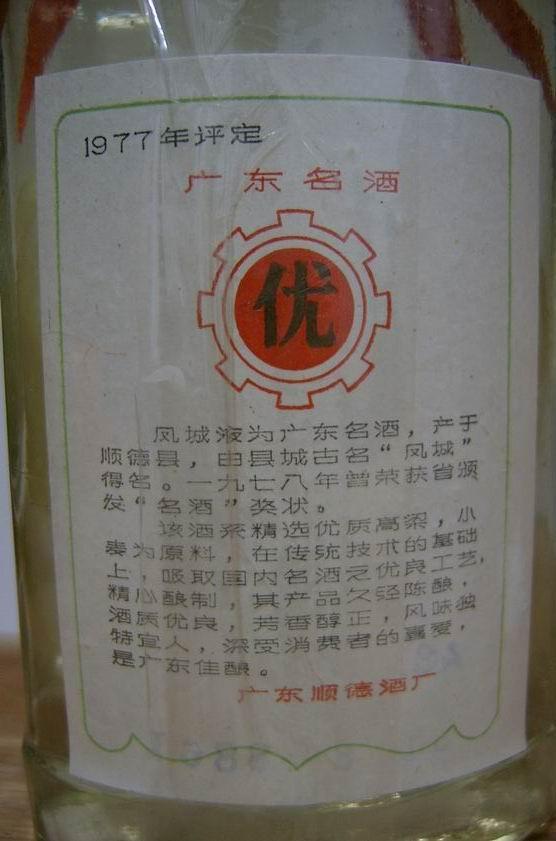 1977年评定
广东名酒
优
凤城液为广东名酒，产于
顺德县，由县城古名“凤城”
得名。一九七八年曾荣获省颁
发“名酒”奖状。
该酒系精选优质高粱，小
麦为原料，在传统技术的基础
上，吸取国内名酒之优良工艺，
精心酿制，其产品久经陈酿，
酒质优良，芳香醇正，风味独
特宜人，深受消费者的喜爱，
是广东佳酿。
广东顺德酒厂